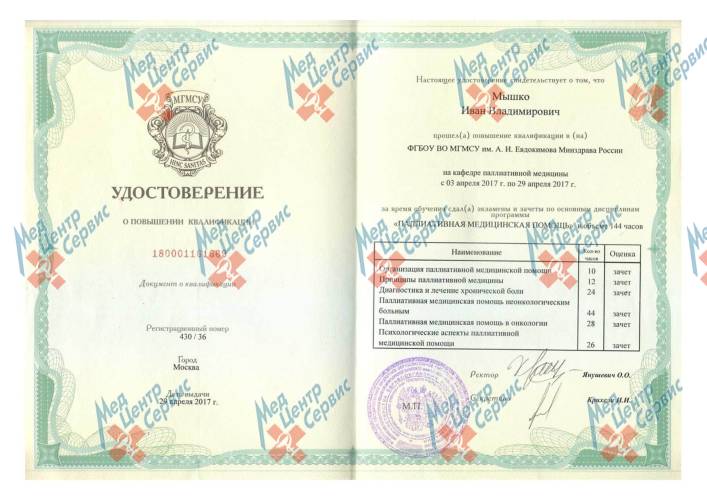 МГМСУ
HINC SANITAS
УДОСТОВЕРЕНИЕ
О ПОВЫШЕНИИ КВАЛИФИКАЦИИ
Документ о квалификации
Регистрационный номер
430 / 36
Город
Москва
Дата выдачи
29 апреля 2017 г.
Настоящее удостоверение свидетельствует о том, что
Мышко
Иван Владимирович
прошел(а) повышение квалификации в (на)
ФГБОУ ВО МГМСУ им. А. И. Евдокимова Минздрава России
на кафедре паллиативной медицины
с 03 апреля 2017 г. по 29 апреля 2017 г.
за время обучения сдал(а) экзамены и зачеты по основным дисциплинам
программы
«ПАЛЛИАТИВНАЯ МЕДИЦИНСКАЯ ПОМОЩЬ» в объеме 144 часов
Наименование Кол-во часов Оценка
Организация паллиативной медицинской помощи 10 зачет
Принципы паллиативной медицины 12 зачет
Диагностика и лечение хронической боли 24 зачет
Паллиативная медицинская помощь неонкологическим
больным 44 зачет
Паллиативная медицинская помощь в онкологии 28 зачет
Психологические аспекты паллиативной
медицинской помощи 26 зачет
Ректор Янушевич О.О.
М.П. Секретарь
Мед Центр Сервис